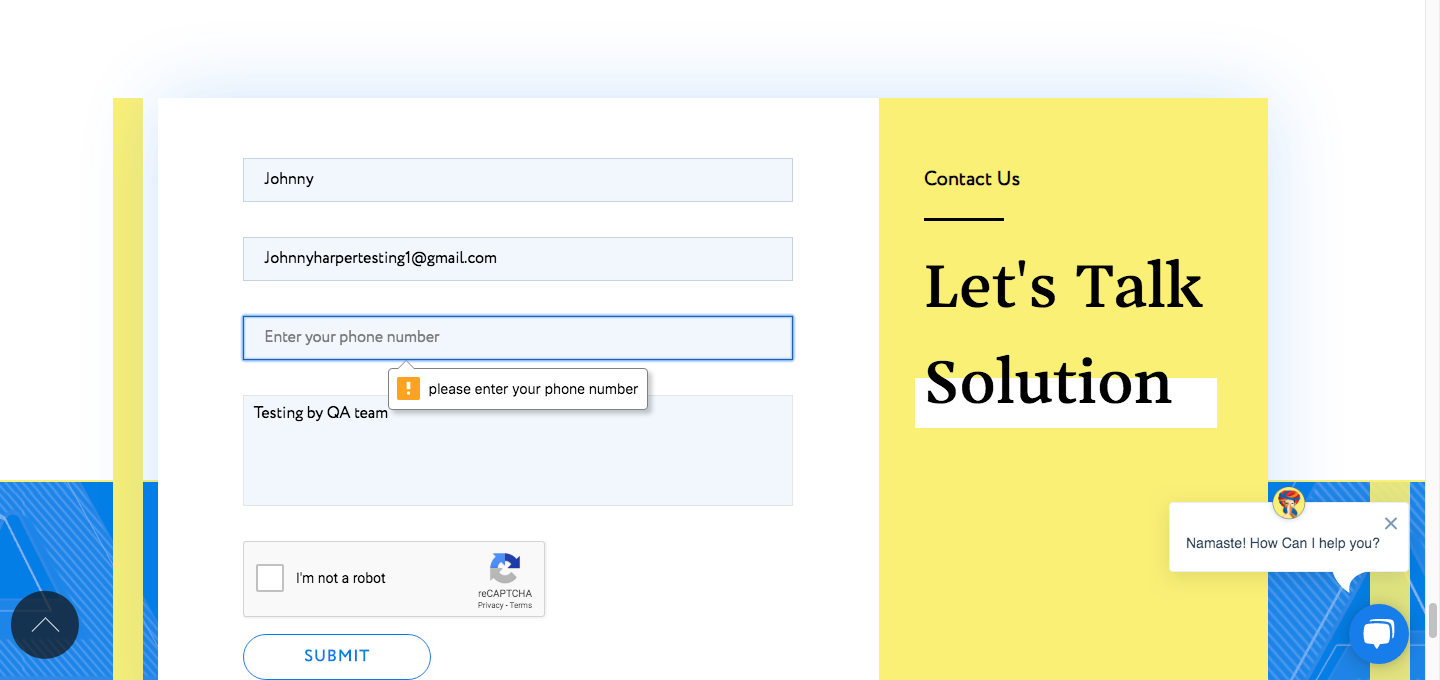 Johnny
Johnnyharpertesting1@gmail.com
Enter your phone number
please enter your phone number
Testing by QA team
I'm not a robot
reCAPTCHA
Privacy - Terms
SUBMIT
Contact Us
Let's Talk
Solution
Namaste! How Can I help you?